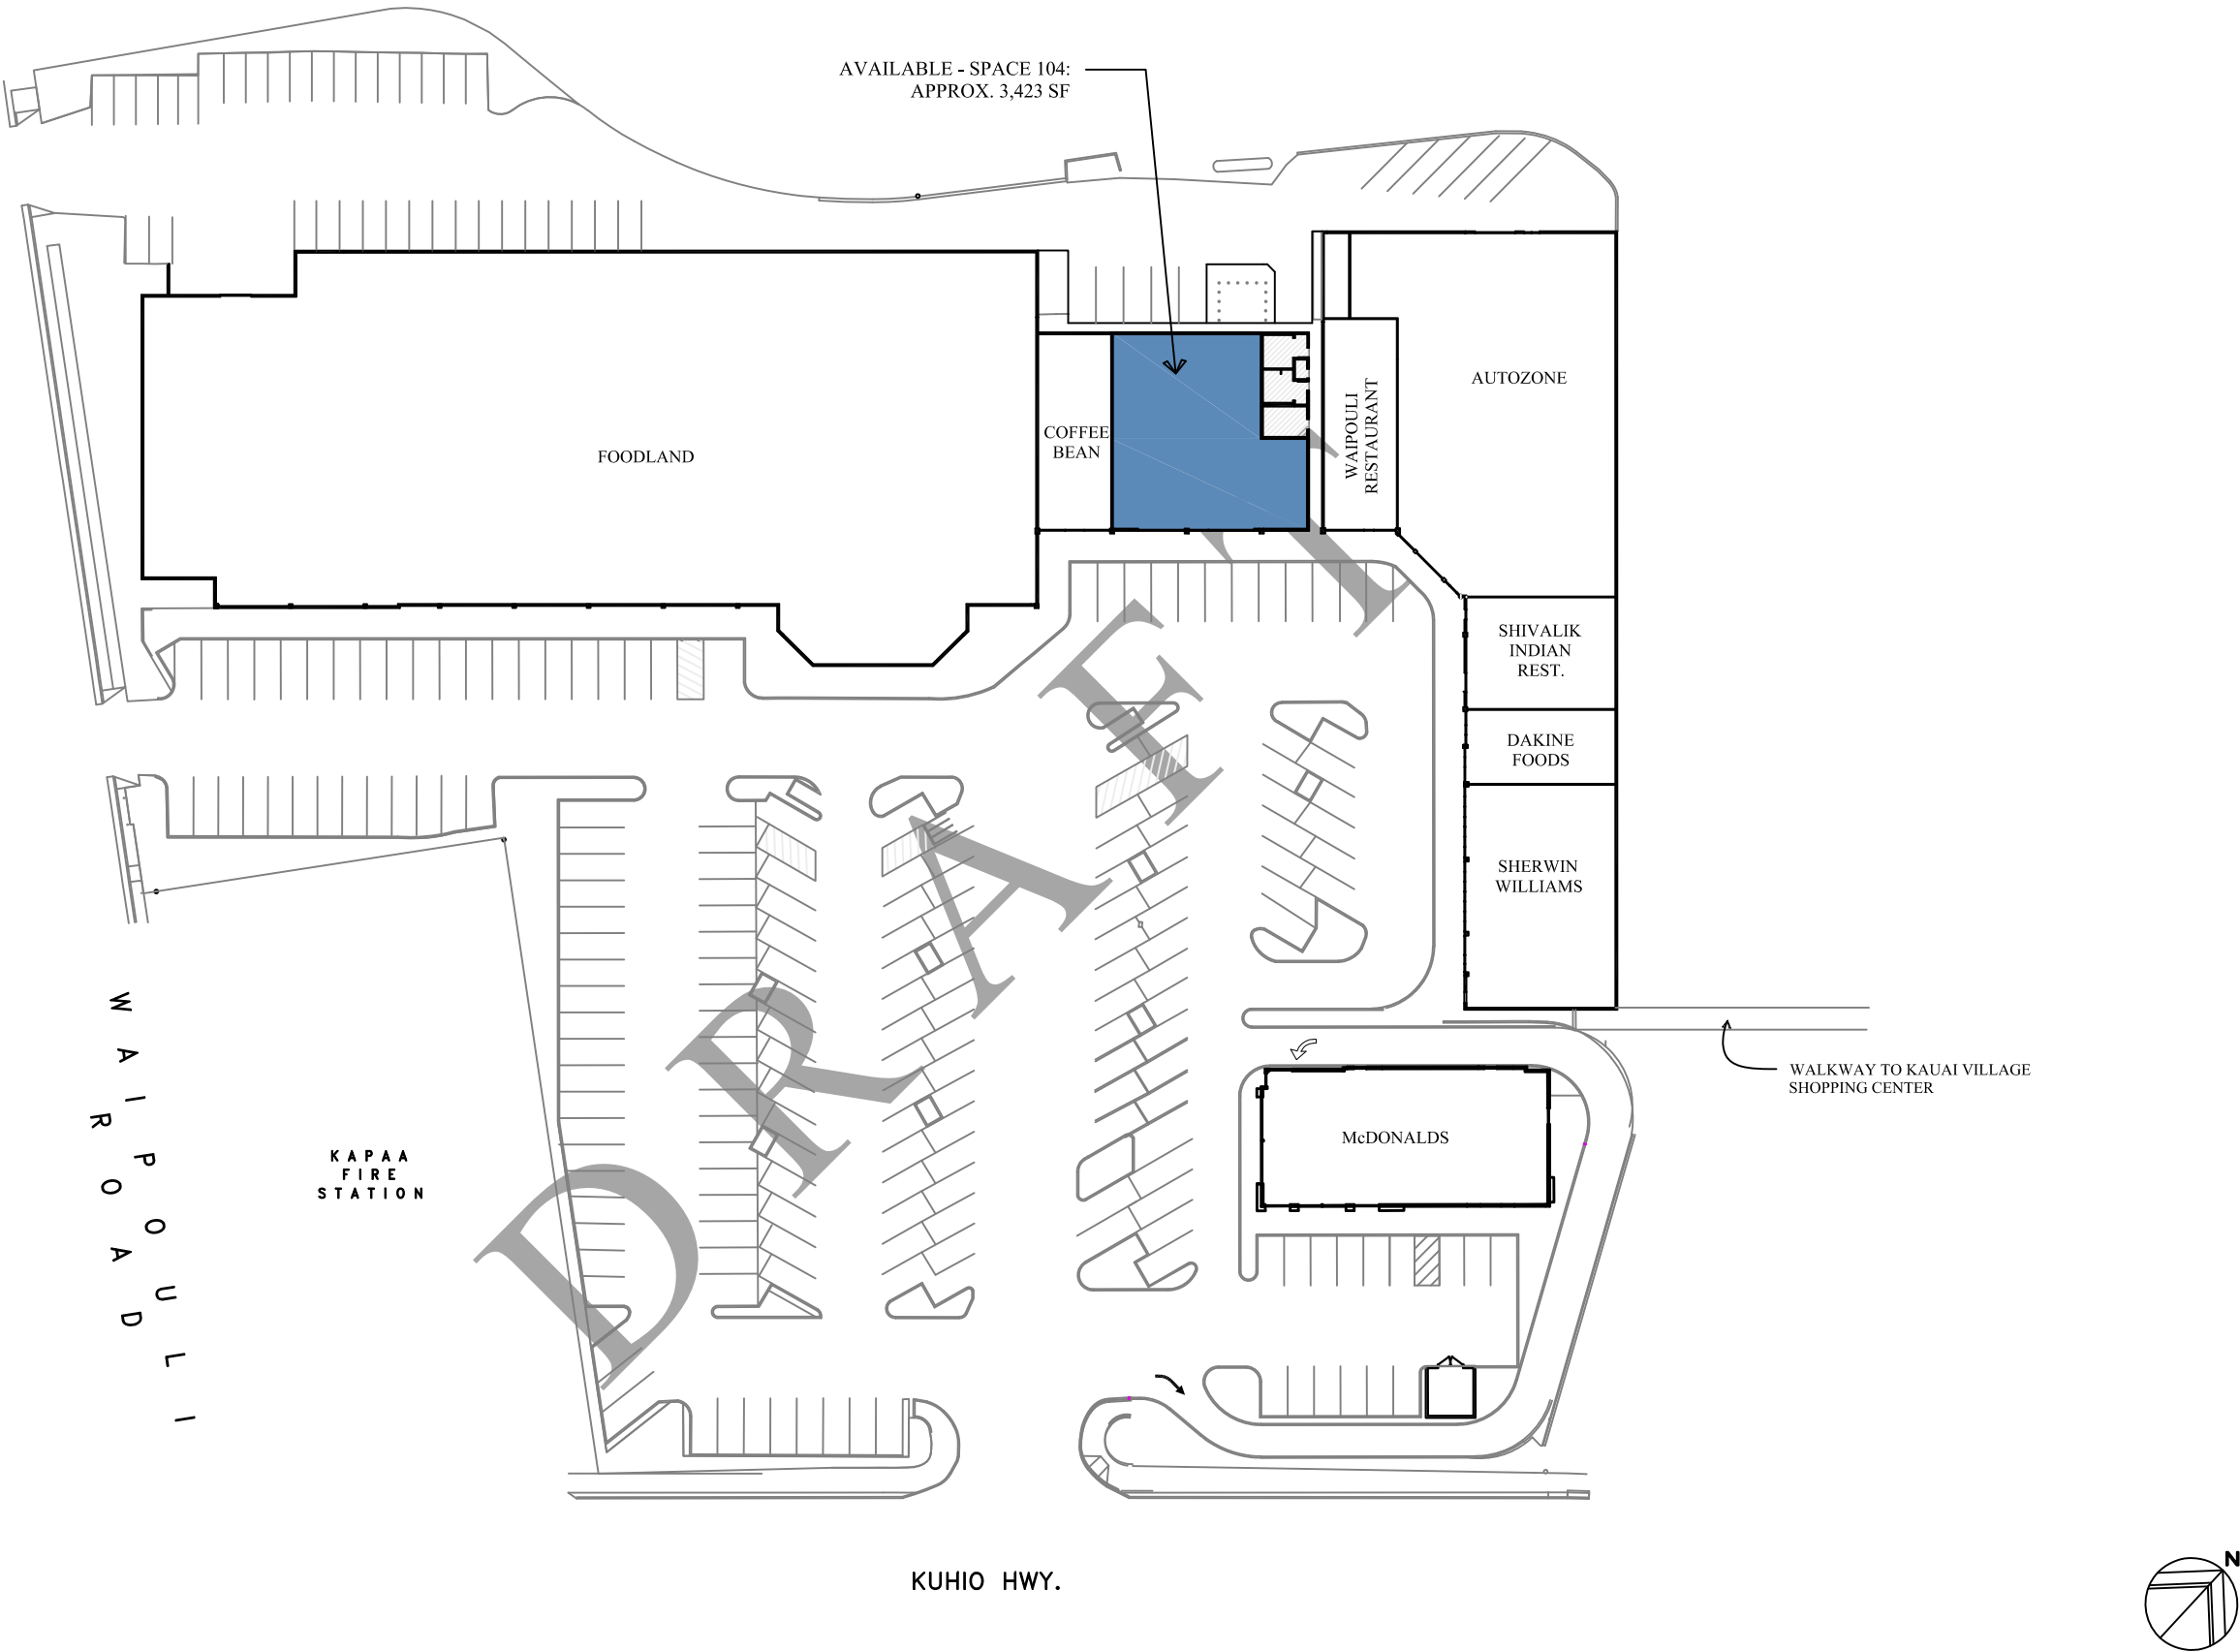 AVAILABLE - SPACE 104:
APPROX. 3,423 SF
AUTOZONE
COFFEE
BEAN
WAIPOULI
RESTAURANT
FOODLAND
SHIVALIK
INDIAN
REST.
DAKINE
FOODS
SHERWIN
WILLIAMS
WALKWAY TO KAUAI VILLAGE
SHOPPING CENTER
McDONALDS
KAPAA
FIRE
STATION
WAIPOULI
ROAD
DRAFT
KUHIO HWY.
N